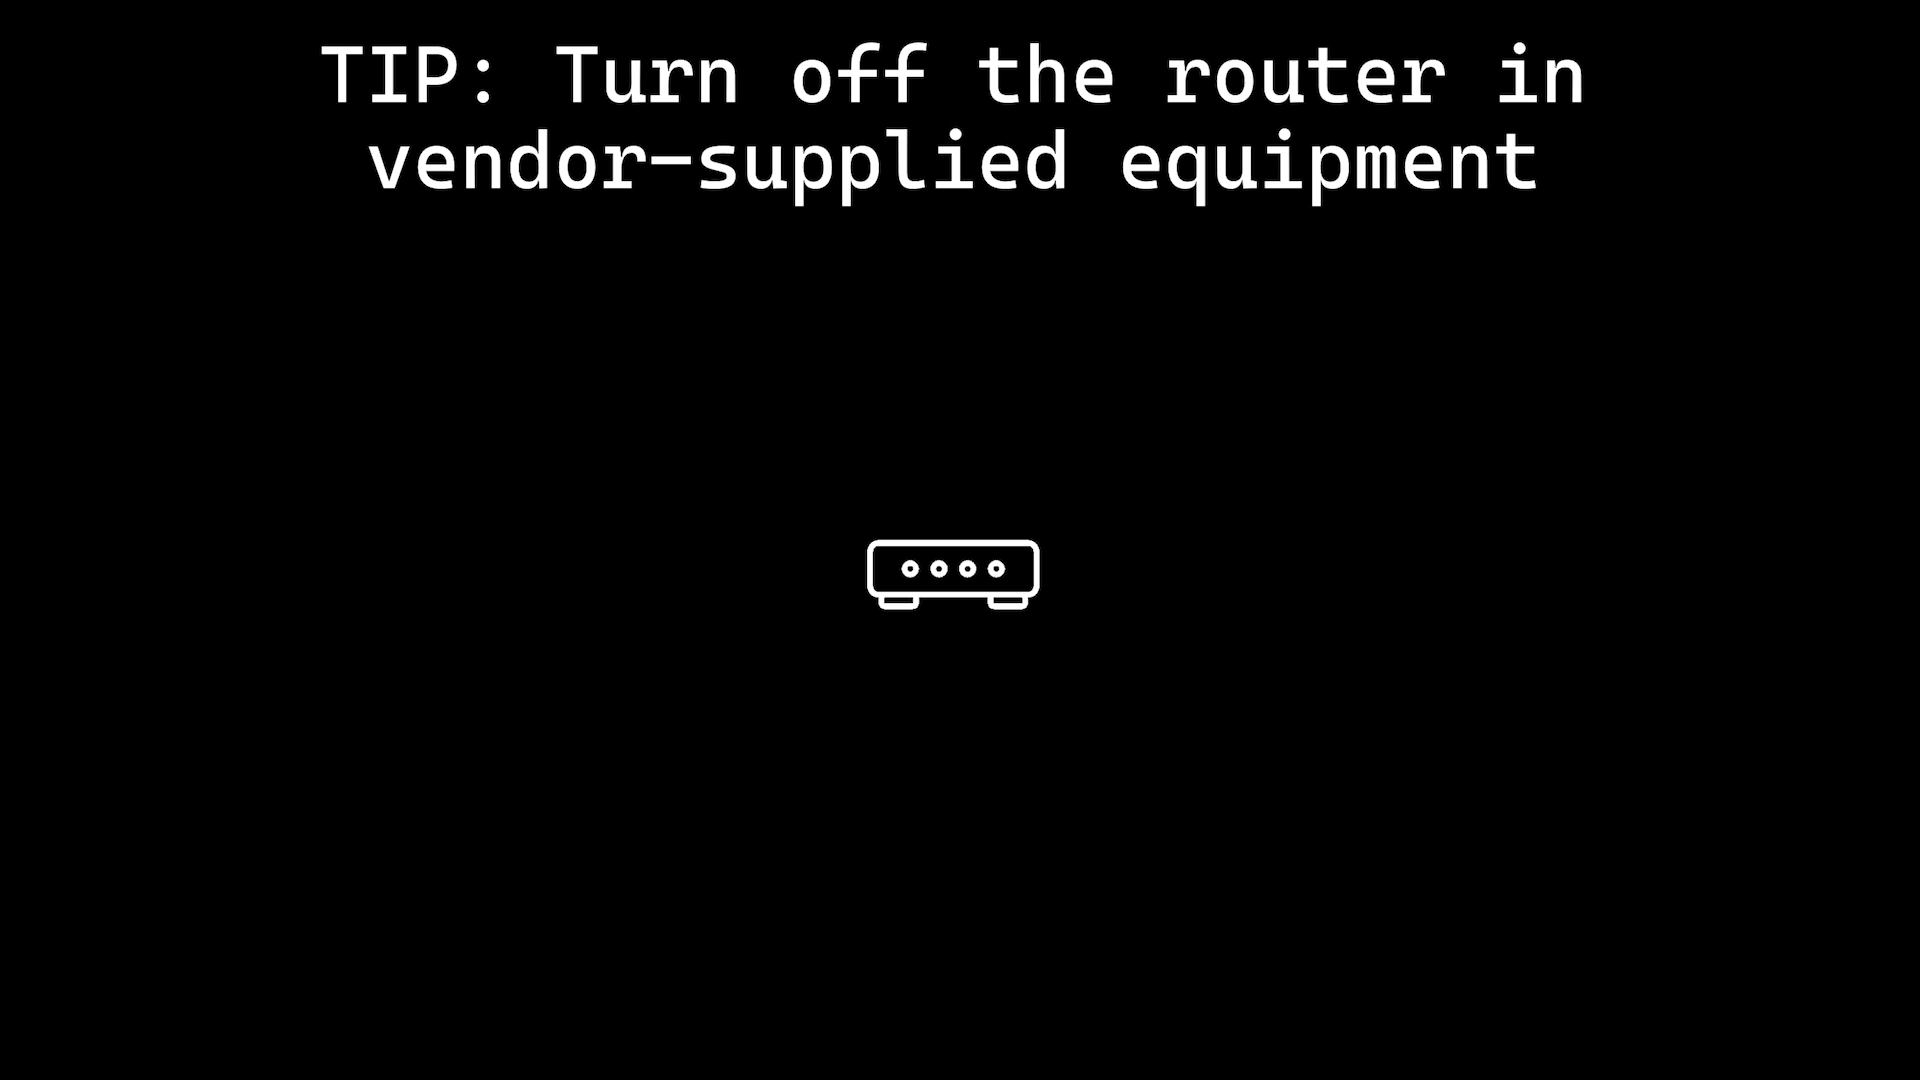 TIP: Turn off the router in
vendor-supplied equipment